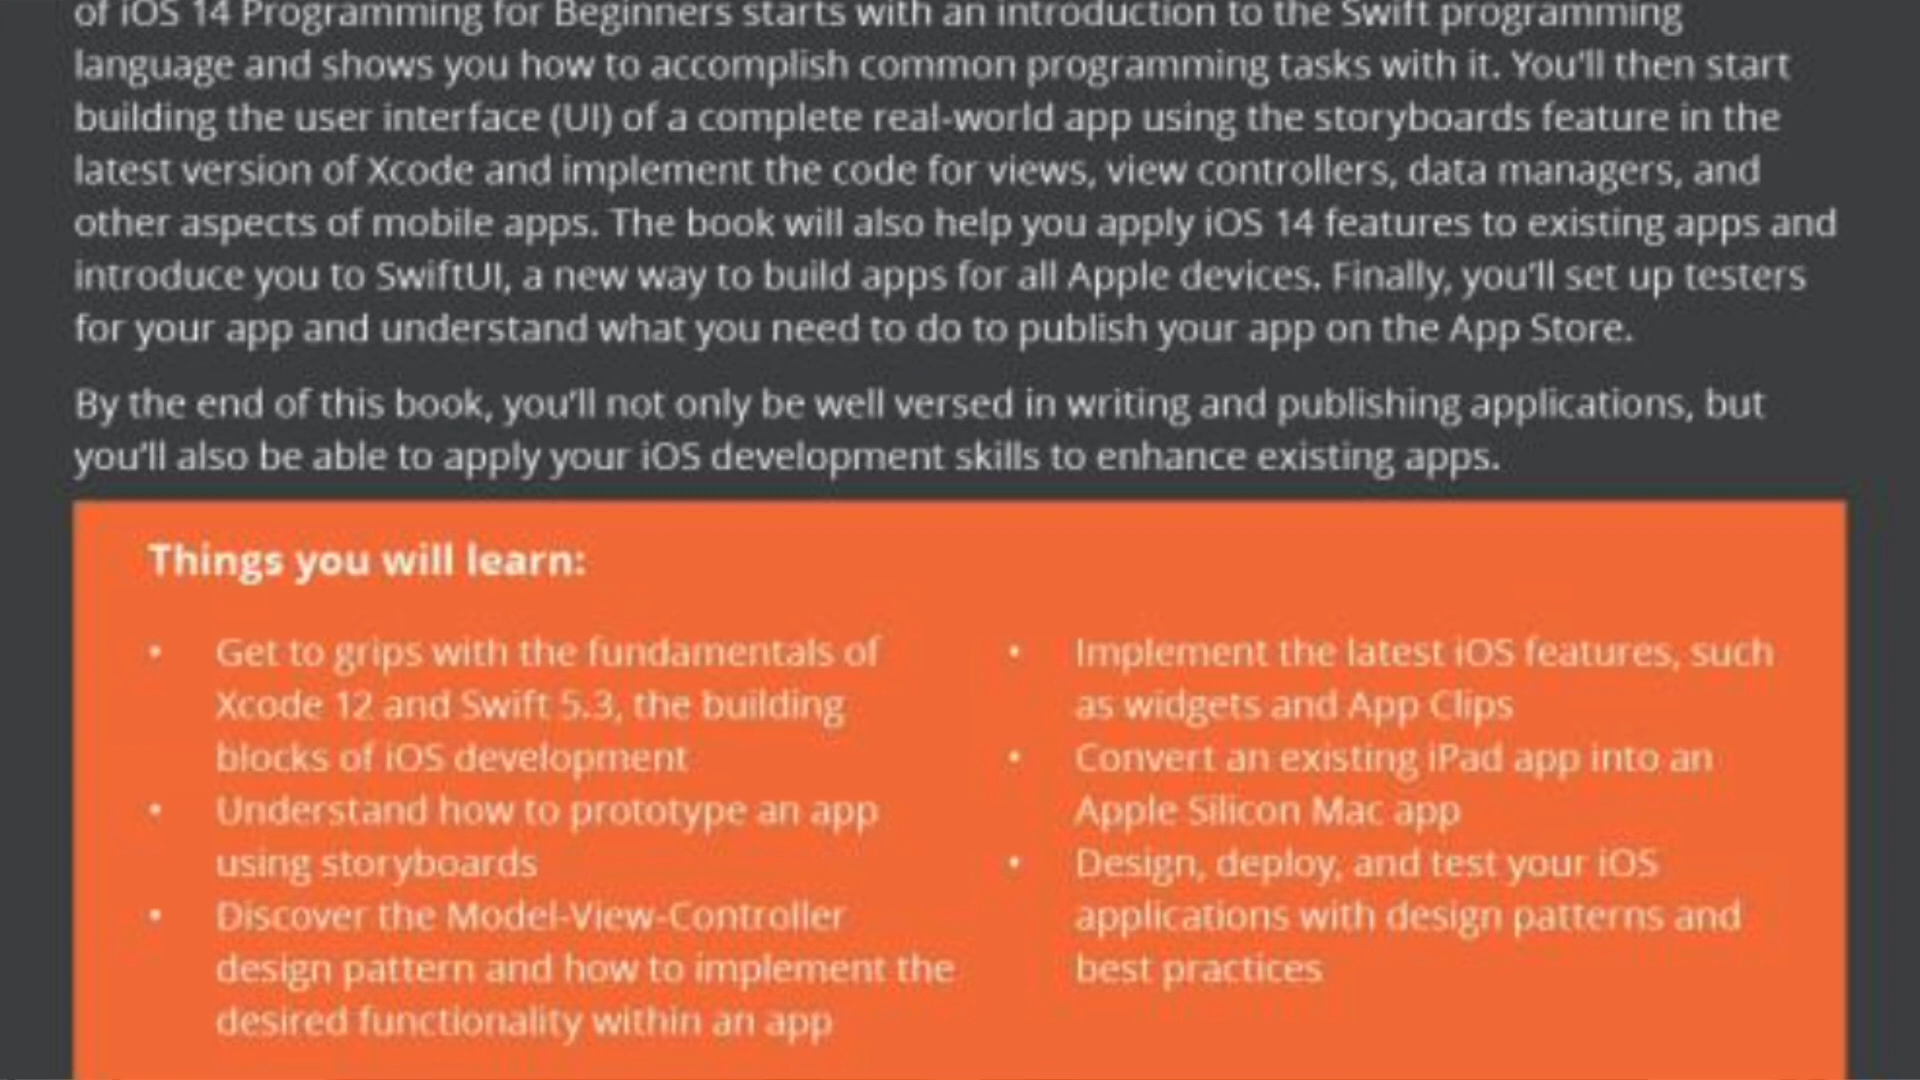 of iOS 14 Programming for Beginners starts with an introduction to the Swift programming
language and shows you how to accomplish common programming tasks with it. You'll then start
building the user interface (UI) of a complete real-world app using the storyboards feature in the
latest version of Xcode and implement the code for views, view controllers, data managers, and
other aspects of mobile apps. The book will also help you apply iOS 14 features to existing apps and
introduce you to SwiftUI, a new way to build apps for all Apple devices. Finally, you'll set up testers
for your app and understand what you need to do to publish your app on the App Store.
By the end of this book, you'll not only be well versed in writing and publishing applications, but
you'll also be able to apply your iOS development skills to enhance existing apps.
Things you will learn:
• Get to grips with the fundamentals of
Xcode 12 and Swift 5.3, the building
blocks of iOS development
• Understand how to prototype an app
using storyboards
• Discover the Model-View-Controller
design pattern and how to implement the
desired functionality within an app
• Implement the latest iOS features, such
as widgets and App Clips
• Convert an existing iPad app into an
Apple Silicon Mac app
• Design, deploy, and test your iOS
applications with design patterns and
best practices